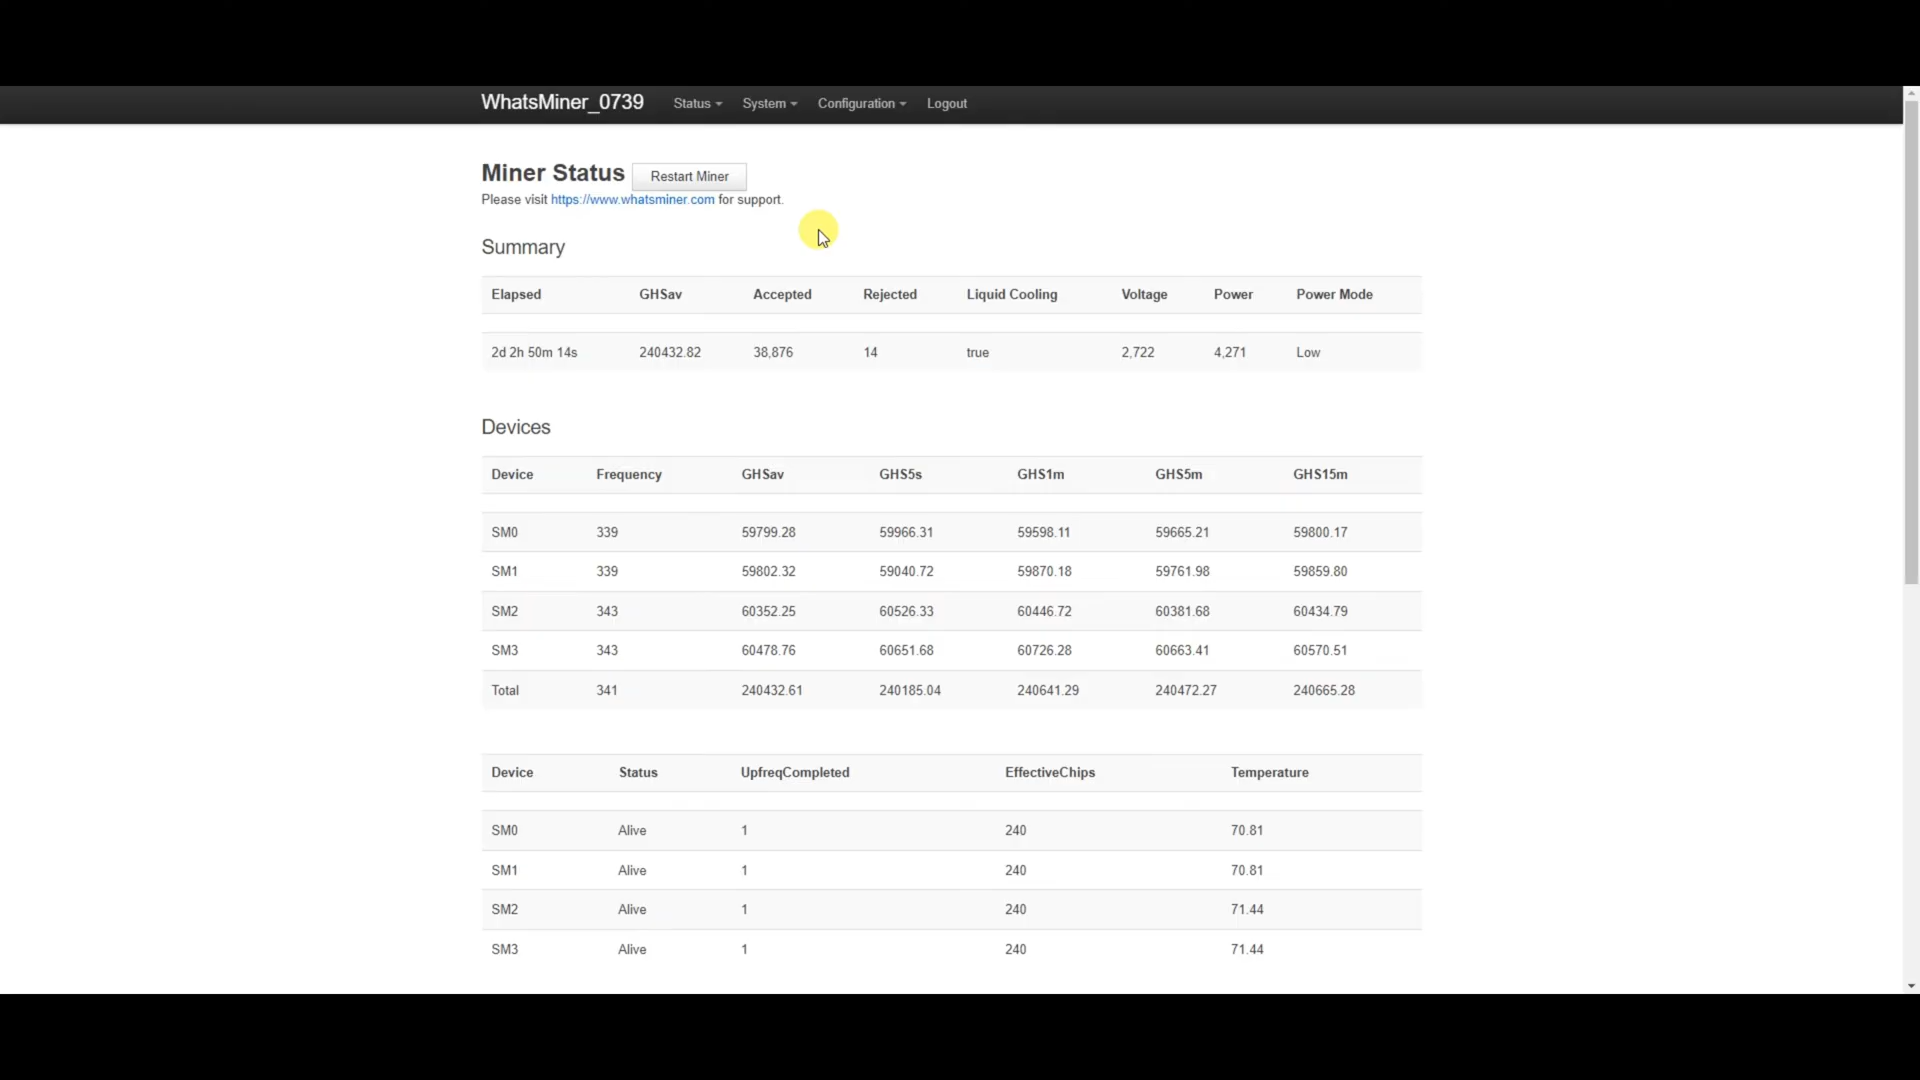 WhatsMiner_0739 Status System Configuration Logout
Miner Status Restart Miner
Please visit https://www.whatsminer.com for support.
Summary
Elapsed GHSav Accepted Rejected Liquid Cooling Voltage Power Power Mode
2d 2h 50m 14s 240432.82 38,876 14 true 2,722 4,271 Low
Devices
Device Frequency GHSav GHS5s GHS1m GHS5m GHS15m
SM0 339 59799.28 59966.31 59598.11 59665.21 59800.17
SM1 339 59802.32 59040.72 59870.18 59761.98 59859.80
SM2 343 60352.25 60526.33 60446.72 60381.68 60434.79
SM3 343 60478.76 60651.68 60726.28 60663.41 60570.51
Total 341 240432.61 240185.04 240641.29 240472.27 240665.28
Device Status UpfreqCompleted EffectiveChips Temperature
SM0 Alive 1 240 70.81
SM1 Alive 1 240 70.81
SM2 Alive 1 240 71.44
SM3 Alive 1 240 71.44